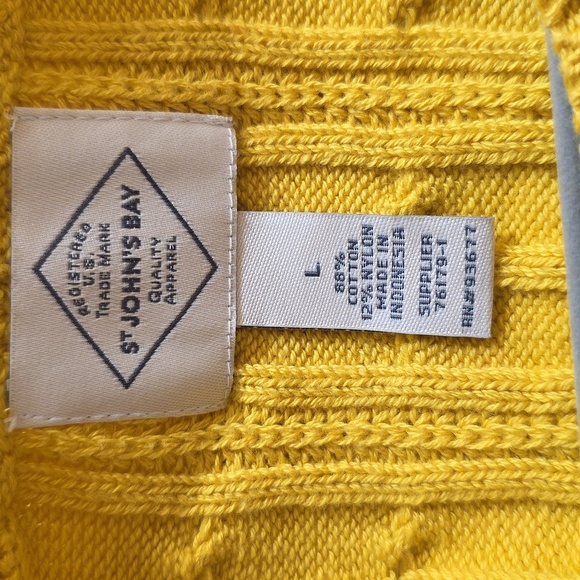 REGISTERED
U.S.
TRADE MARK
ST JOHN'S BAY
QUALITY
APPAREL
L
88%
COTTON
12% NYLON
MADE IN
INDONESIA
SUPPLIER
76179-1
RN#93677